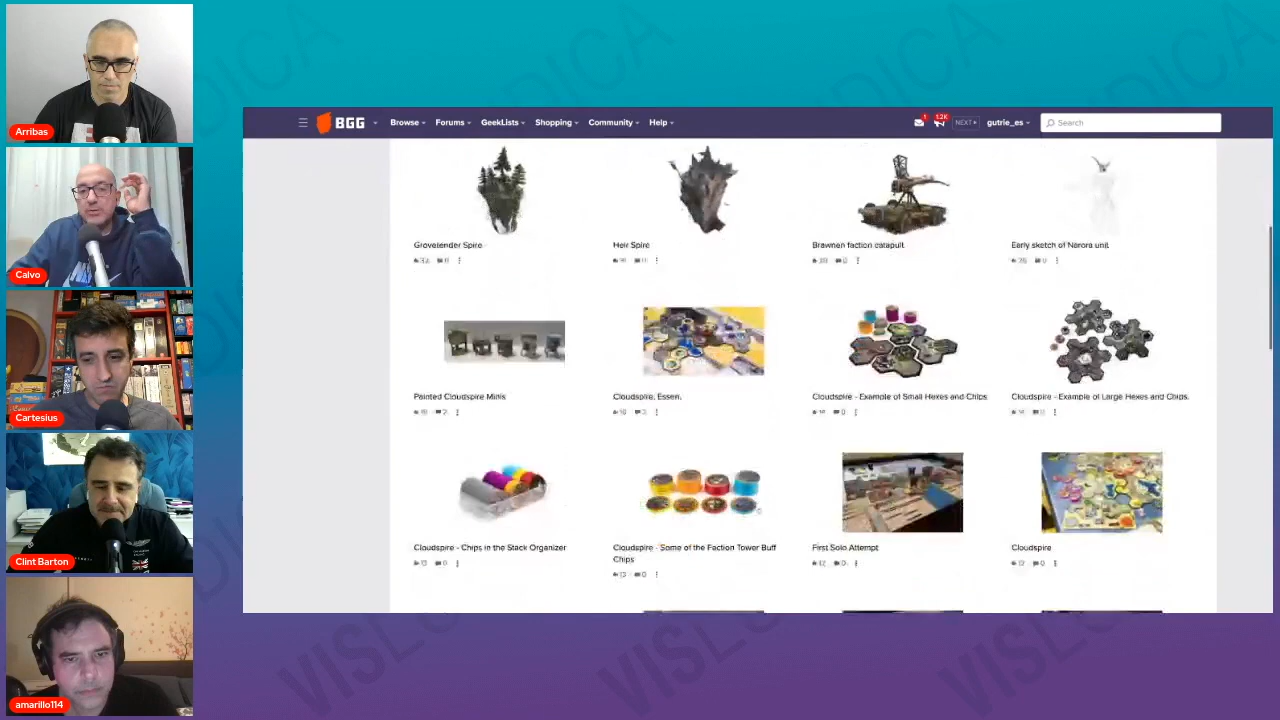 Arribas
Calvo
Cartesius
Clint Barton
amarillo114
BGG
Browse
Forums
GeekLists
Shopping
Community
Help
1
1.2K
NEXT
gutrie_es
Search
Grovetender Spire
Heir Spire
Brawnen faction catapult
Early sketch of Narora unit
Painted Cloudspire Minis
Cloudspire, Essen.
Cloudspire - Example of Small Hexes and Chips
Cloudspire - Example of Large Hexes and Chips.
Cloudspire - Chips in the Stack Organizer
Cloudspire - Some of the Faction Tower Buff
Chips
First Solo Attempt
Cloudspire